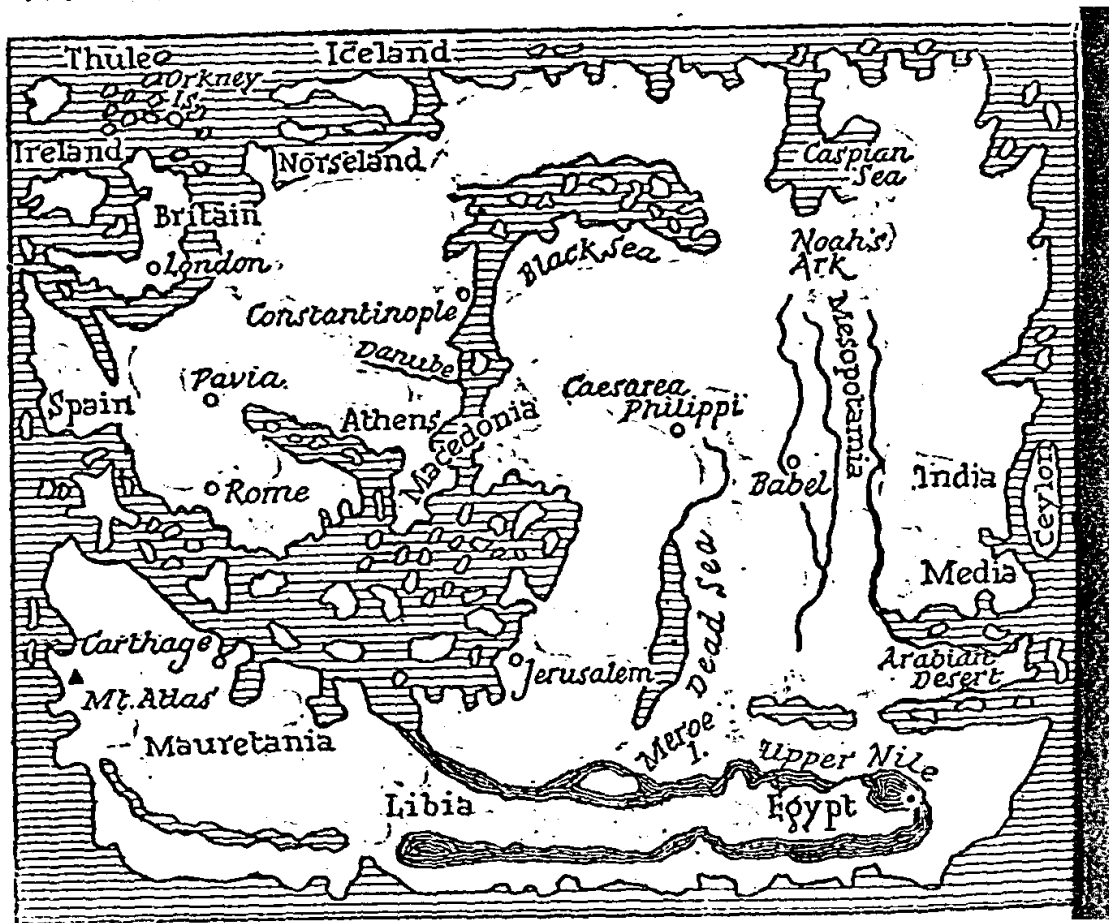 Thule
Iceland
Orkney
Is.
Ireland
Norseland
Caspian
Sea
Britain
London
Black Sea
Noah's
Ark
Constantinople
Mesopotamia
Danube
Pavia
Caesarea
Philippi
Spain
Athens
Macedonia
Rome
Babel
India
Ceylon
Dead Sea
Media
Carthage
Jerusalem
Arabian
Desert
Mt. Atlas
Mauretania
Meroe
I.
Upper Nile
Libia
Egypt